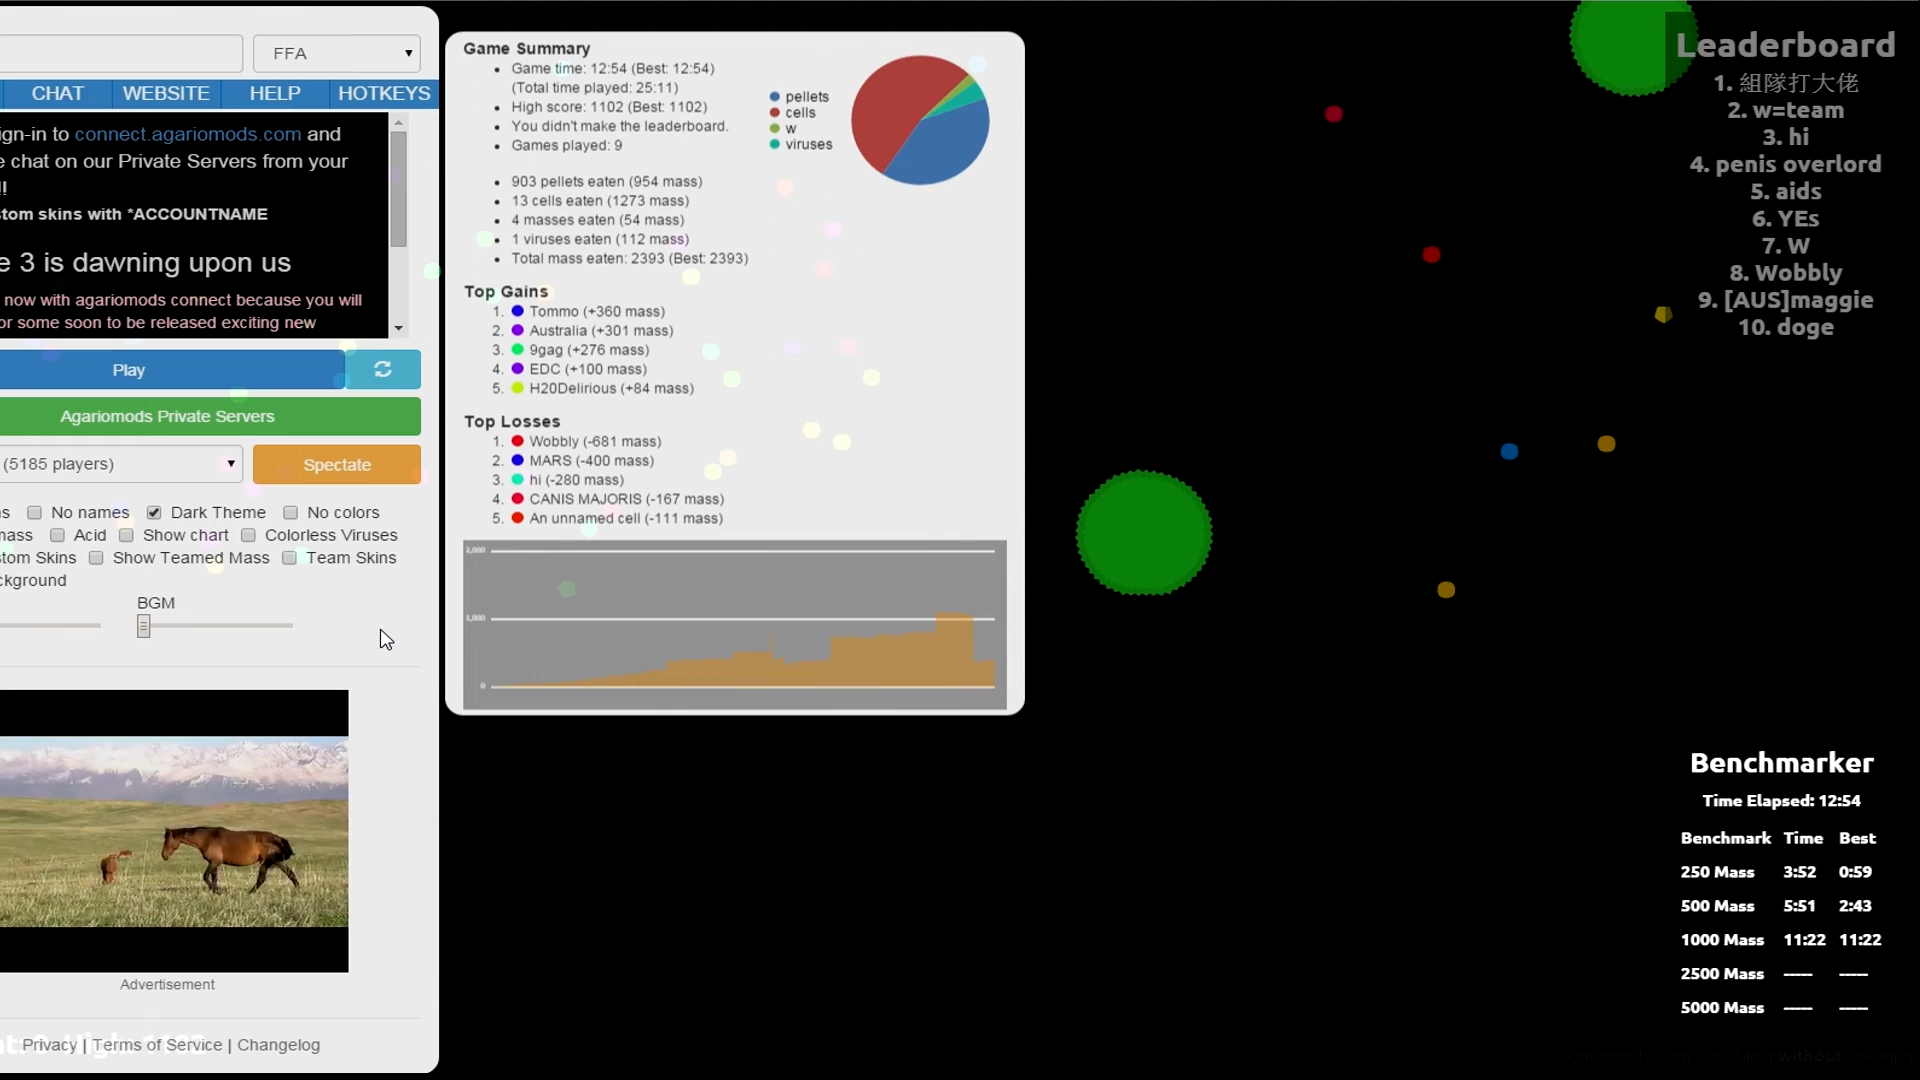 FFA
CHAT WEBSITE HELP HOTKEYS
ign-in to connect.agariomods.com and
e chat on our Private Servers from your
!!
stom skins with *ACCOUNTNAME
e 3 is dawning upon us
now with agariomods connect because you will
or some soon to be released exciting new
Play
Agariomods Private Servers
(5185 players)
Spectate
s No names Dark Theme No colors
mass Acid Show chart Colorless Viruses
tom Skins Show Teamed Mass Team Skins
ckground
BGM
Advertisement
Privacy | Terms of Service | Changelog
Game Summary
Game time: 12:54 (Best: 12:54)
(Total time played: 25:11)
High score: 1102 (Best: 1102)
You didn't make the leaderboard.
Games played: 9
903 pellets eaten (954 mass)
13 cells eaten (1273 mass)
4 masses eaten (54 mass)
1 viruses eaten (112 mass)
Total mass eaten: 2393 (Best: 2393)
pellets
cells
w
viruses
Top Gains
1. Tommo (+360 mass)
2. Australia (+301 mass)
3. 9gag (+276 mass)
4. EDC (+100 mass)
5. H20Delirious (+84 mass)
Top Losses
1. Wobbly (-681 mass)
2. MARS (-400 mass)
3. hi (-280 mass)
4. CANIS MAJORIS (-167 mass)
5. An unnamed cell (-111 mass)
2,000
1,000
0
Leaderboard
1. 組隊打大佬
2. w=team
3. hi
4. penis overlord
5. aids
6. YEs
7. W
8. Wobbly
9. [AUS]maggie
10. doge
Benchmarker
Time Elapsed: 12:54
Benchmark Time Best
250 Mass 3:52 0:59
500 Mass 5:51 2:43
1000 Mass 11:22 11:22
2500 Mass ----- -----
5000 Mass ----- -----
without